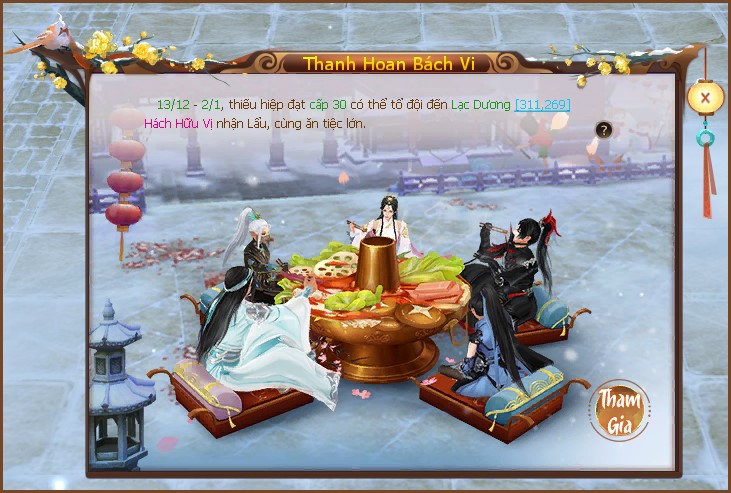 Thanh Hoan Bách Vi
13/12 - 2/1, thiếu hiệp đạt cấp 30 có thể tổ đội đến Lạc Dương [311,269]
Hách Hữu Vị nhận Lẩu, cùng ăn tiệc lớn.
?
X
Tham
Gia